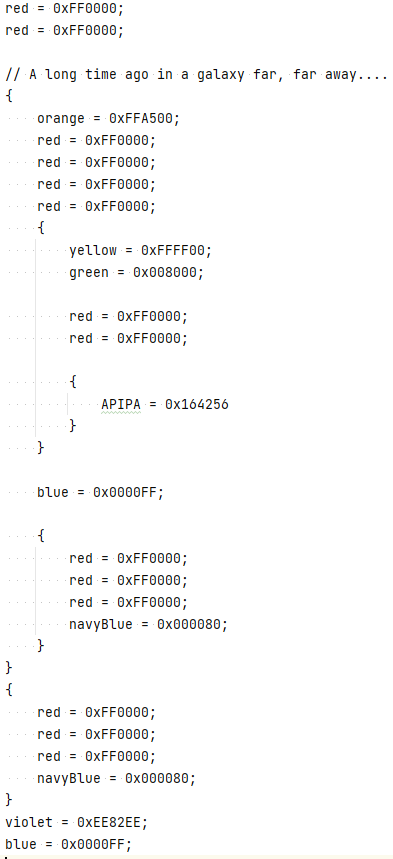 red = 0xFF0000;
red = 0xFF0000;

// A long time ago in a galaxy far, far away....
{
    orange = 0xFFA500;
    red = 0xFF0000;
    red = 0xFF0000;
    red = 0xFF0000;
    red = 0xFF0000;
    {
        yellow = 0xFFFF00;
        green = 0x008000;

        red = 0xFF0000;
        red = 0xFF0000;

        {
            APIPA = 0x164256
        }
    }

    blue = 0x0000FF;

    {
        red = 0xFF0000;
        red = 0xFF0000;
        red = 0xFF0000;
        navyBlue = 0x000080;
    }
}
{
    red = 0xFF0000;
    red = 0xFF0000;
    red = 0xFF0000;
    navyBlue = 0x000080;
}
violet = 0xEE82EE;
blue = 0x0000FF;